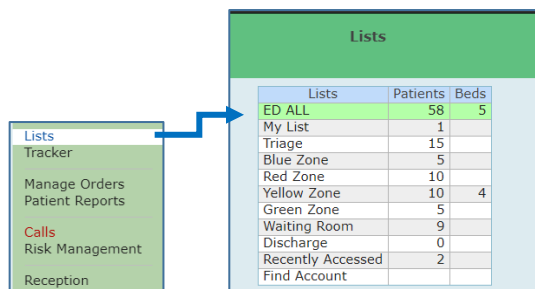 Lists
Lists Patients Beds
ED ALL 58 5
My List 1
Triage 15
Blue Zone 5
Red Zone 10
Yellow Zone 10 4
Green Zone 5
Waiting Room 9
Discharge 0
Recently Accessed 2
Find Account
Lists
Tracker
Manage Orders
Patient Reports
Calls
Risk Management
Reception